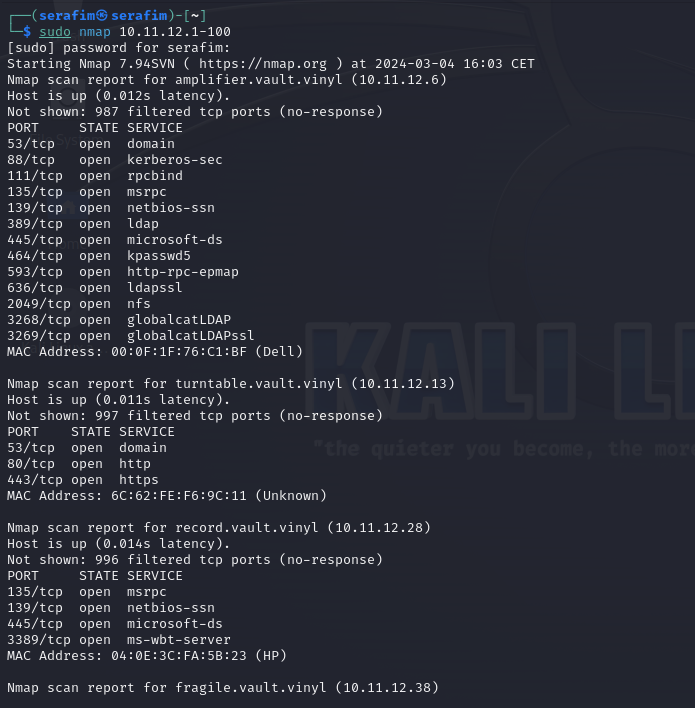 ┌──(serafim㉿serafim)-[~]
└─$ sudo nmap 10.11.12.1-100
[sudo] password for serafim:
Starting Nmap 7.94SVN ( https://nmap.org ) at 2024-03-04 16:03 CET
Nmap scan report for amplifier.vault.vinyl (10.11.12.6)
Host is up (0.012s latency).
Not shown: 987 filtered tcp ports (no-response)
PORT     STATE SERVICE
53/tcp   open  domain
88/tcp   open  kerberos-sec
111/tcp  open  rpcbind
135/tcp  open  msrpc
139/tcp  open  netbios-ssn
389/tcp  open  ldap
445/tcp  open  microsoft-ds
464/tcp  open  kpasswd5
593/tcp  open  http-rpc-epmap
636/tcp  open  ldapssl
2049/tcp open  nfs
3268/tcp open  globalcatLDAP
3269/tcp open  globalcatLDAPssl
MAC Address: 00:0F:1F:76:C1:BF (Dell)

Nmap scan report for turntable.vault.vinyl (10.11.12.13)
Host is up (0.011s latency).
Not shown: 997 filtered tcp ports (no-response)
PORT    STATE SERVICE
53/tcp  open  domain
80/tcp  open  http
443/tcp open  https
MAC Address: 6C:62:FE:F6:9C:11 (Unknown)

Nmap scan report for record.vault.vinyl (10.11.12.28)
Host is up (0.014s latency).
Not shown: 996 filtered tcp ports (no-response)
PORT     STATE SERVICE
135/tcp  open  msrpc
139/tcp  open  netbios-ssn
445/tcp  open  microsoft-ds
3389/tcp open  ms-wbt-server
MAC Address: 04:0E:3C:FA:5B:23 (HP)

Nmap scan report for fragile.vault.vinyl (10.11.12.38)
KALI LI
"the quieter you become, the mor